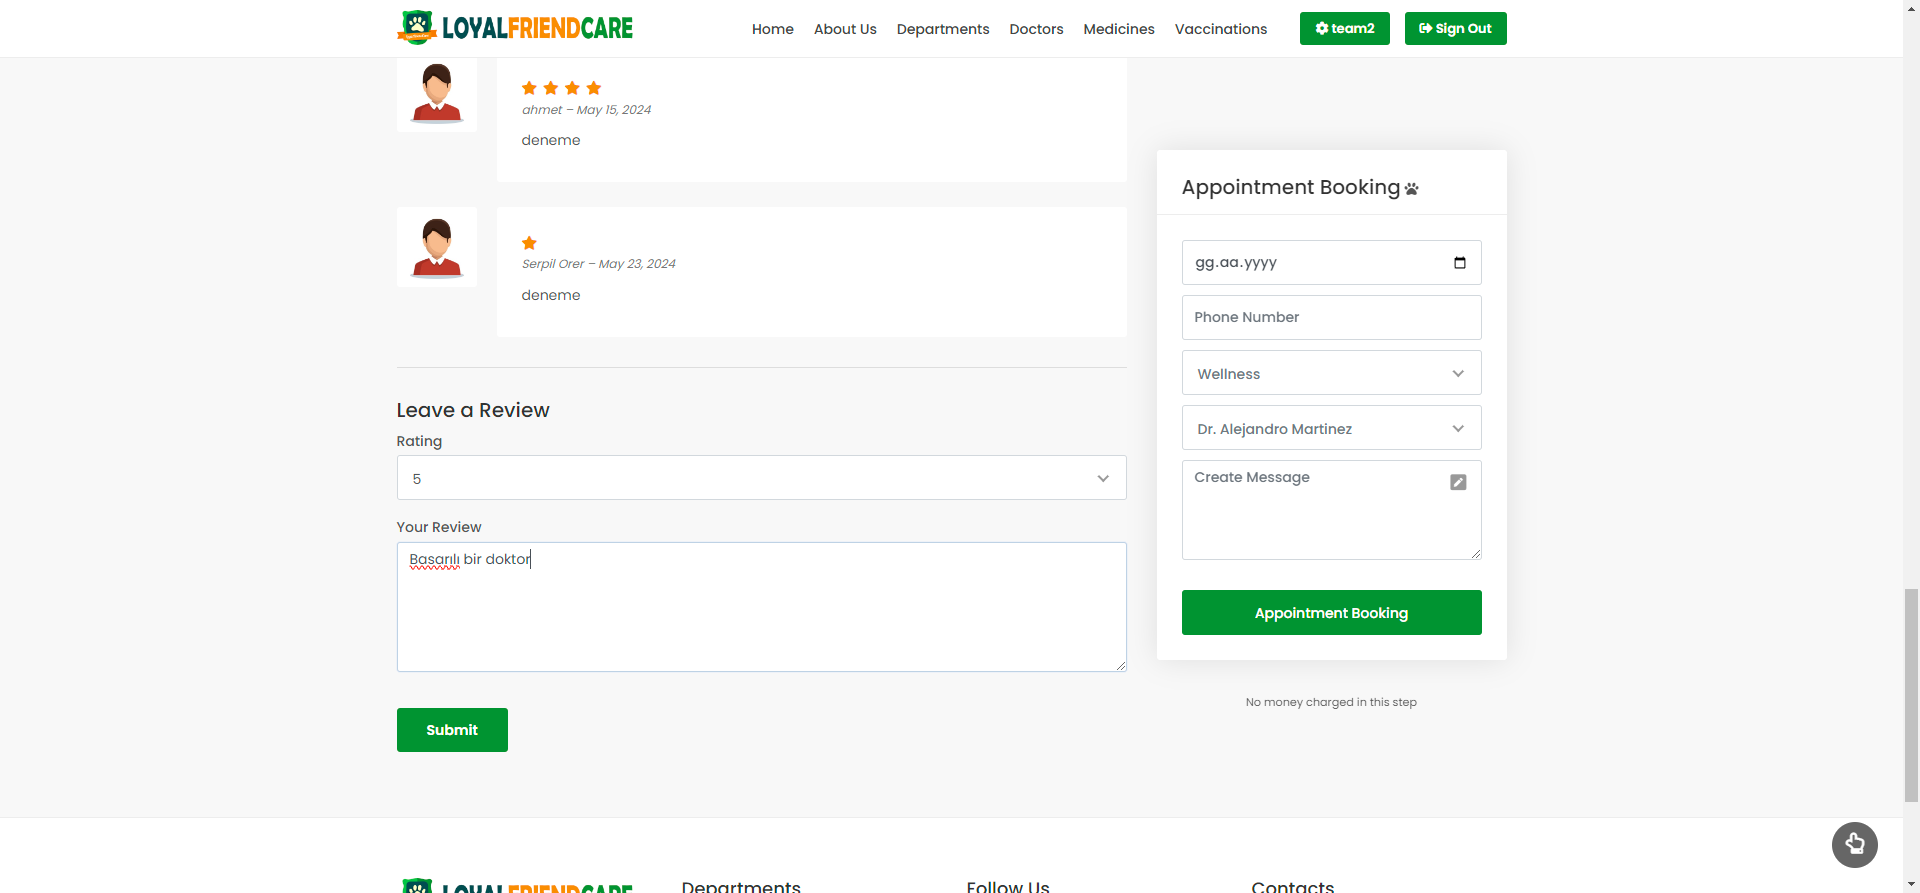 LOYALFRIENDCARE
Home About Us Departments Doctors Medicines Vaccinations team2 Sign Out
ahmet – May 15, 2024
deneme
Serpil Orer – May 23, 2024
deneme
Leave a Review
Rating
5
Your Review
Basarılı bir doktor
Submit
Appointment Booking
gg.aa.yyyy
Phone Number
Wellness
Dr. Alejandro Martinez
Create Message
Appointment Booking
No money charged in this step
LOYALFRIENDCARE
Departments
Follow Us
Contacts